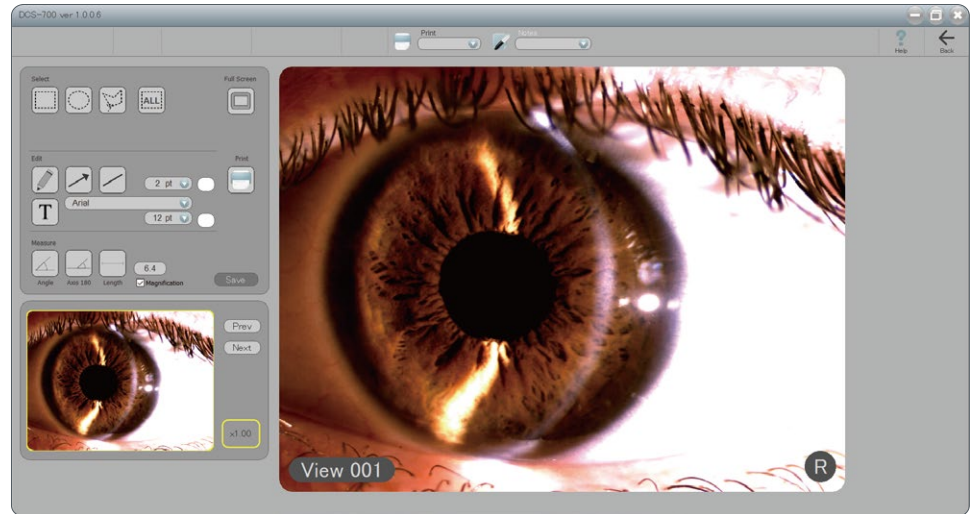 DCS-700 ver 1.0.0.6
Print
Notes
Help
Back
Select
Full Screen
ALL
Edit
Print
2 pt
T
Arial
12 pt
Measure
6.4
Angle
Axis 180
Length
Magnification
Save
Prev
Next
×1.00
View 001
R